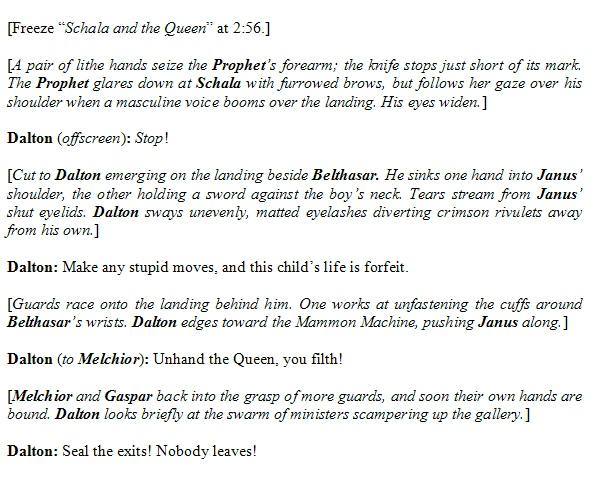 [Freeze “Schala and the Queen” at 2:56.]
[A pair of lithe hands seize the Prophet’s forearm; the knife stops just short of its mark.
The Prophet glares down at Schala with furrowed brows, but follows her gaze over his
shoulder when a masculine voice booms over the landing. His eyes widen.]
Dalton (offscreen): Stop!
[Cut to Dalton emerging on the landing beside Belthasar. He sinks one hand into Janus’
shoulder, the other holding a sword against the boy’s neck. Tears stream from Janus’
shut eyelids. Dalton sways unevenly, matted eyelashes diverting crimson rivulets away
from his own.]
Dalton: Make any stupid moves, and this child’s life is forfeit.
[Guards race onto the landing behind him. One works at unfastening the cuffs around
Belthasar’s wrists. Dalton edges toward the Mammon Machine, pushing Janus along.]
Dalton (to Melchior): Unhand the Queen, you filth!
[Melchior and Gaspar back into the grasp of more guards, and soon their own hands are
bound. Dalton looks briefly at the swarm of ministers scampering up the gallery.]
Dalton: Seal the exits! Nobody leaves!